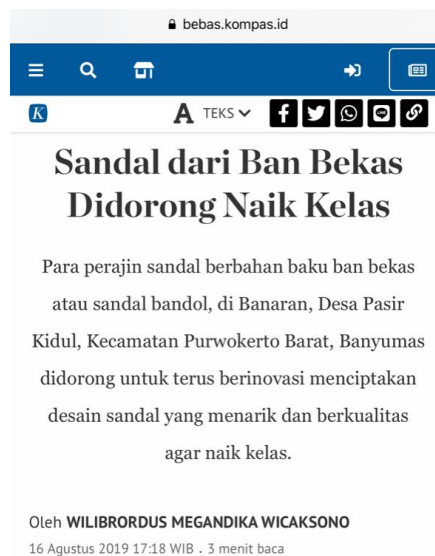 bebas.kompas.id
K
A TEKS
Sandal dari Ban Bekas
Didorong Naik Kelas
Para perajin sandal berbahan baku ban bekas
atau sandal bandol, di Banaran, Desa Pasir
Kidul, Kecamatan Purwokerto Barat, Banyumas
didorong untuk terus berinovasi menciptakan
desain sandal yang menarik dan berkualitas
agar naik kelas.
Oleh WILIBRORDUS MEGANDIKA WICAKSONO
16 Agustus 2019 17:18 WIB . 3 menit baca